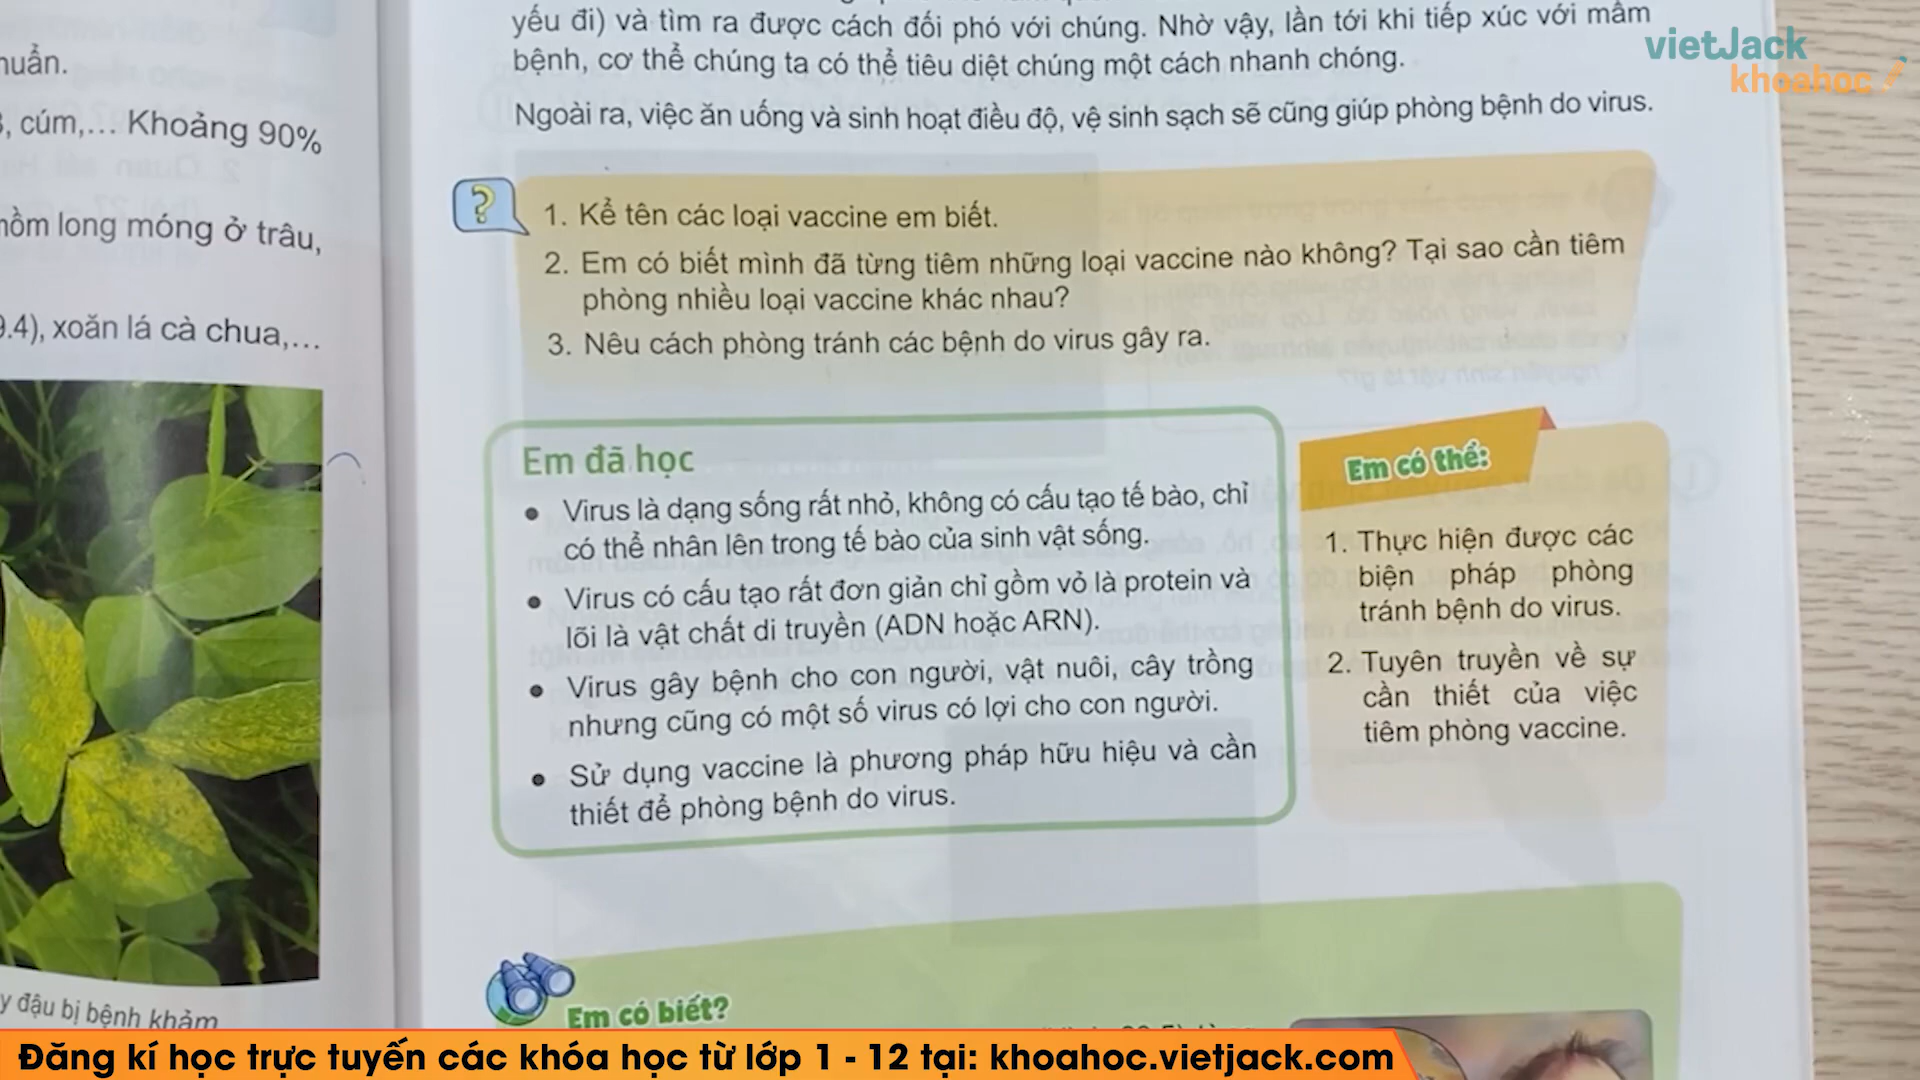 huẩn.
, cúm,... Khoảng 90%
long móng ở trâu,
.4), xoăn lá cà chua,...
đậu bị bệnh khảm
yếu đi) và tìm ra được cách đối phó với chúng. Nhờ vậy, lần tới khi tiếp xúc với mầm
bệnh, cơ thể chúng ta có thể tiêu diệt chúng một cách nhanh chóng.
Ngoài ra, việc ăn uống và sinh hoạt điều độ, vệ sinh sạch sẽ cũng giúp phòng bệnh do virus.
?
1. Kể tên các loại vaccine em biết.
2. Em có biết mình đã từng tiêm những loại vaccine nào không? Tại sao cần tiêm
phòng nhiều loại vaccine khác nhau?
3. Nêu cách phòng tránh các bệnh do virus gây ra.
Em đã học
• Virus là dạng sống rất nhỏ, không có cấu tạo tế bào, chỉ
có thể nhân lên trong tế bào của sinh vật sống.
• Virus có cấu tạo rất đơn giản chỉ gồm vỏ là protein và
lõi là vật chất di truyền (ADN hoặc ARN).
• Virus gây bệnh cho con người, vật nuôi, cây trồng
nhưng cũng có một số virus có lợi cho con người.
• Sử dụng vaccine là phương pháp hữu hiệu và cần
thiết để phòng bệnh do virus.
Em có thể:
1. Thực hiện được các
biện pháp phòng
tránh bệnh do virus.
2. Tuyên truyền về sự
cần thiết của việc
tiêm phòng vaccine.
Em có biết?
vietJack
khoahoc
Đăng kí học trực tuyến các khóa học từ lớp 1 - 12 tại: khoahoc.vietjack.com